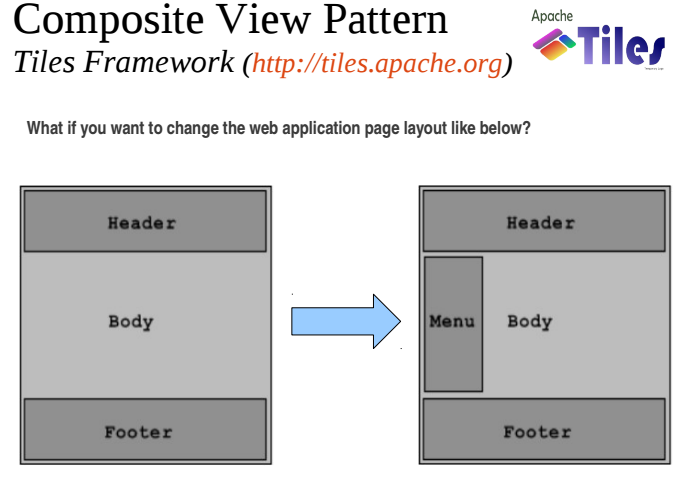 Composite View Pattern
Tiles Framework (http://tiles.apache.org)
Apache
Tiles
What if you want to change the web application page layout like below?
Header
Body
Footer
Header
Menu Body
Footer